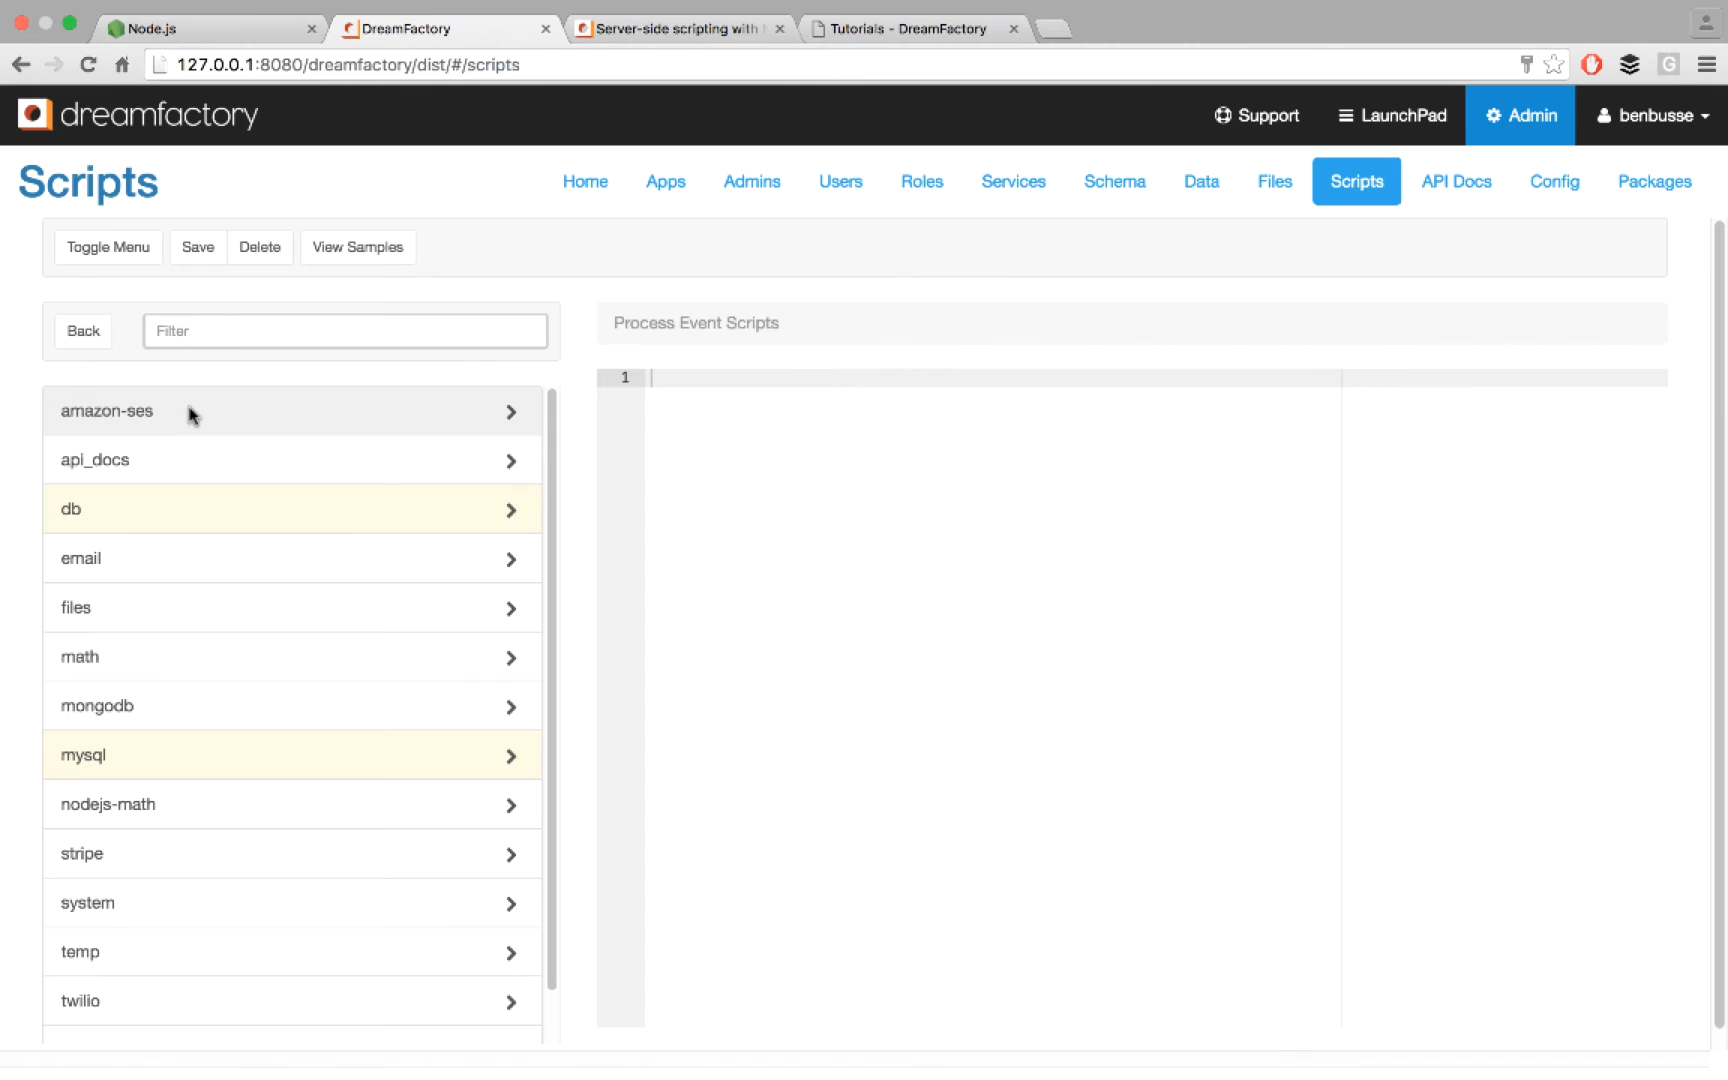 Node.js
DreamFactory
Server-side scripting with
Tutorials - DreamFactory
127.0.0.1:8080/dreamfactory/dist/#/scripts
G
dreamfactory
Support
LaunchPad
Admin
benbusse
Scripts
Home
Apps
Admins
Users
Roles
Services
Schema
Data
Files
Scripts
API Docs
Config
Packages
Toggle Menu
Save
Delete
View Samples
Back
Filter
Process Event Scripts
1
amazon-ses
api_docs
db
email
files
math
mongodb
mysql
nodejs-math
stripe
system
temp
twilio